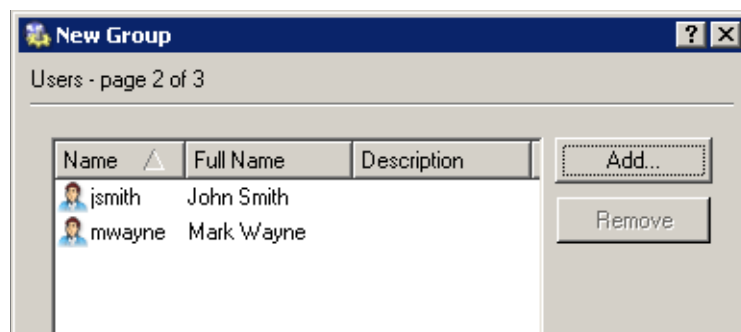 New Group
Users - page 2 of 3
Name Full Name Description
Add...
jsmith John Smith
Remove
mwayne Mark Wayne